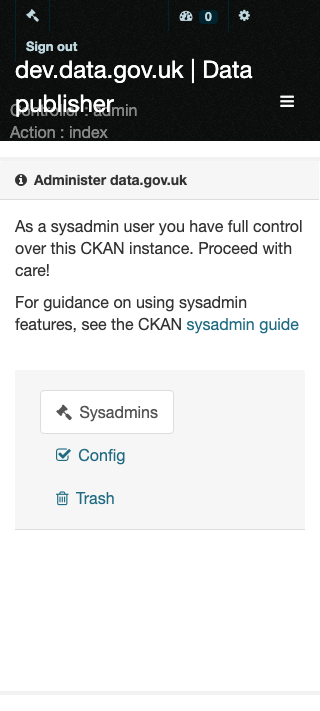 0
Sign out
dev.data.gov.uk | Data
publisher
Controller : admin
Action : index
Administer data.gov.uk
As a sysadmin user you have full control
over this CKAN instance. Proceed with
care!
For guidance on using sysadmin
features, see the CKAN sysadmin guide
Sysadmins
Config
Trash